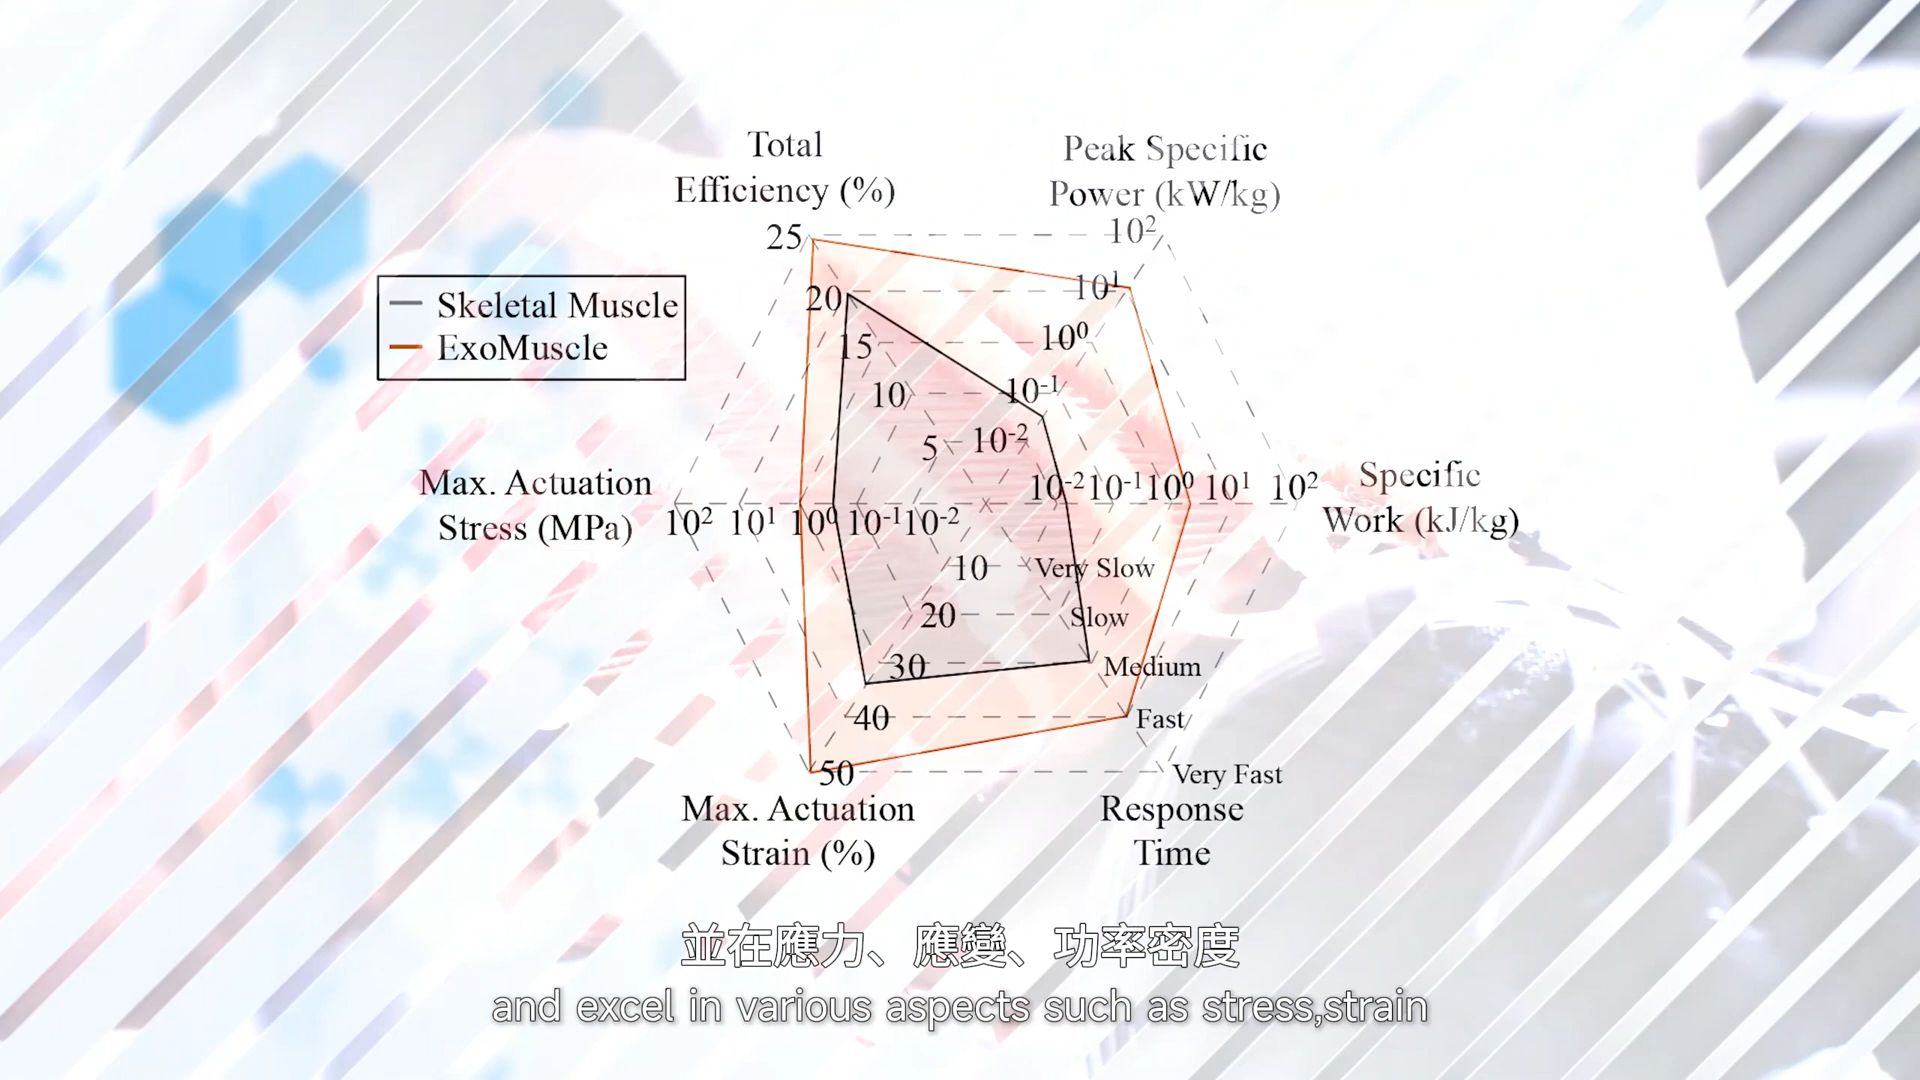 Total
Efficiency (%)
Peak Specific
Power (kW/kg)
25
10²
Skeletal Muscle
ExoMuscle
20
10¹
15
10⁰
10
10⁻¹
5
10⁻²
Max. Actuation
Stress (MPa)
10² 10¹ 10⁰ 10⁻¹ 10⁻²
10⁻² 10⁻¹ 10⁰ 10¹ 10²
Specific
Work (kJ/kg)
10
Very Slow
20
Slow
30
Medium
40
Fast
50
Very Fast
Max. Actuation
Strain (%)
Response
Time
並在應力、應變、功率密度
and excel in various aspects such as stress,strain